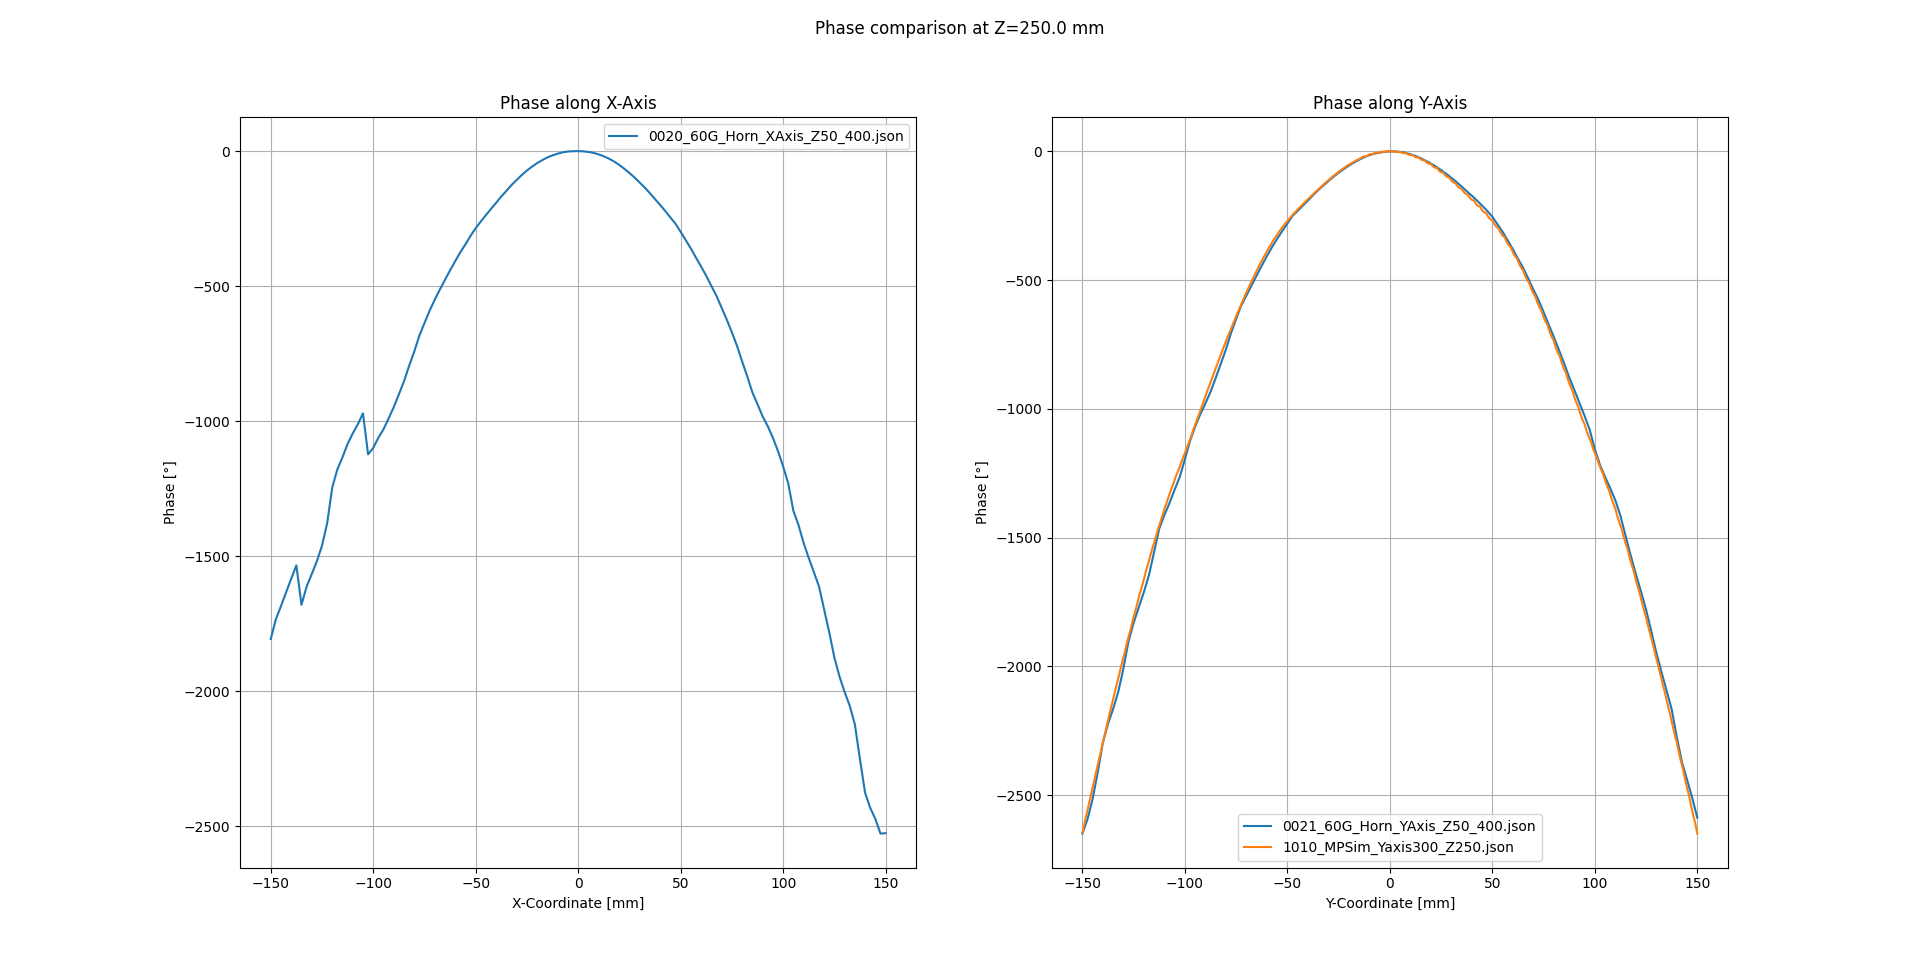 Phase comparison at Z=250.0 mm
Phase along X-Axis
0020_60G_Horn_XAxis_Z50_400.json
0
−500
−1000
−1500
−2000
−2500
Phase [°]
−150
−100
−50
0
50
100
150
X-Coordinate [mm]
Phase along Y-Axis
0
−500
−1000
−1500
−2000
−2500
Phase [°]
0021_60G_Horn_YAxis_Z50_400.json
1010_MPSim_Yaxis300_Z250.json
−150
−100
−50
0
50
100
150
Y-Coordinate [mm]